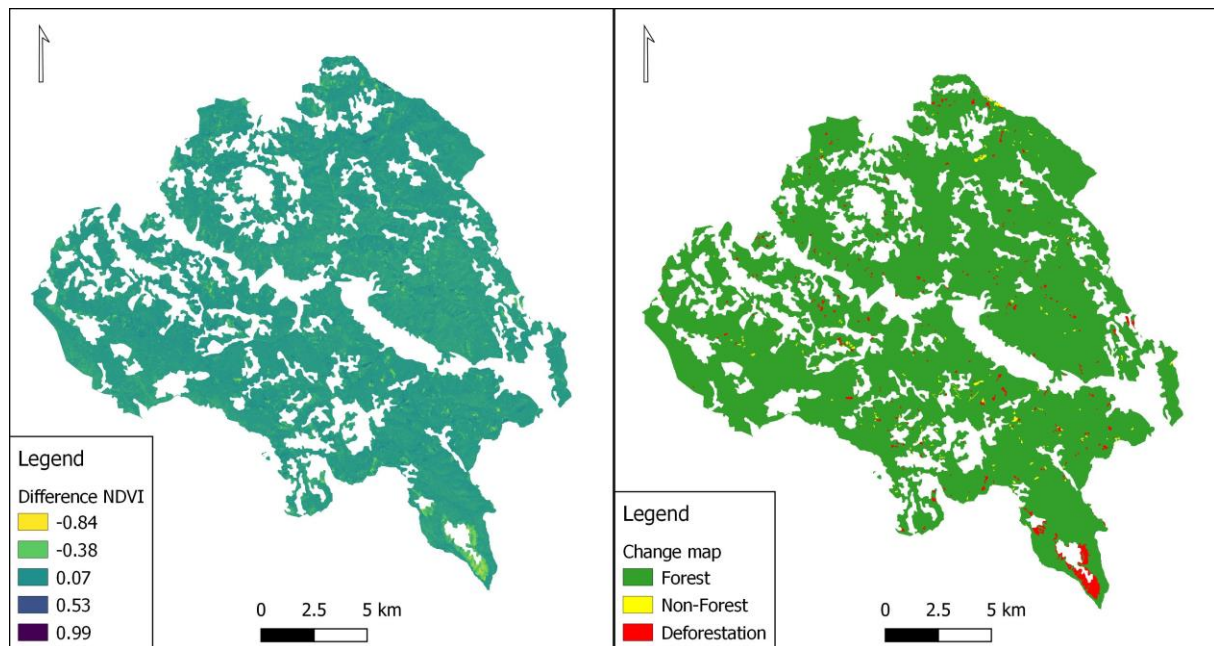 Legend
Difference NDVI
-0.84
-0.38
0.07
0.53
0.99
0 2.5 5 km
Legend
Change map
Forest
Non-Forest
Deforestation
0 2.5 5 km